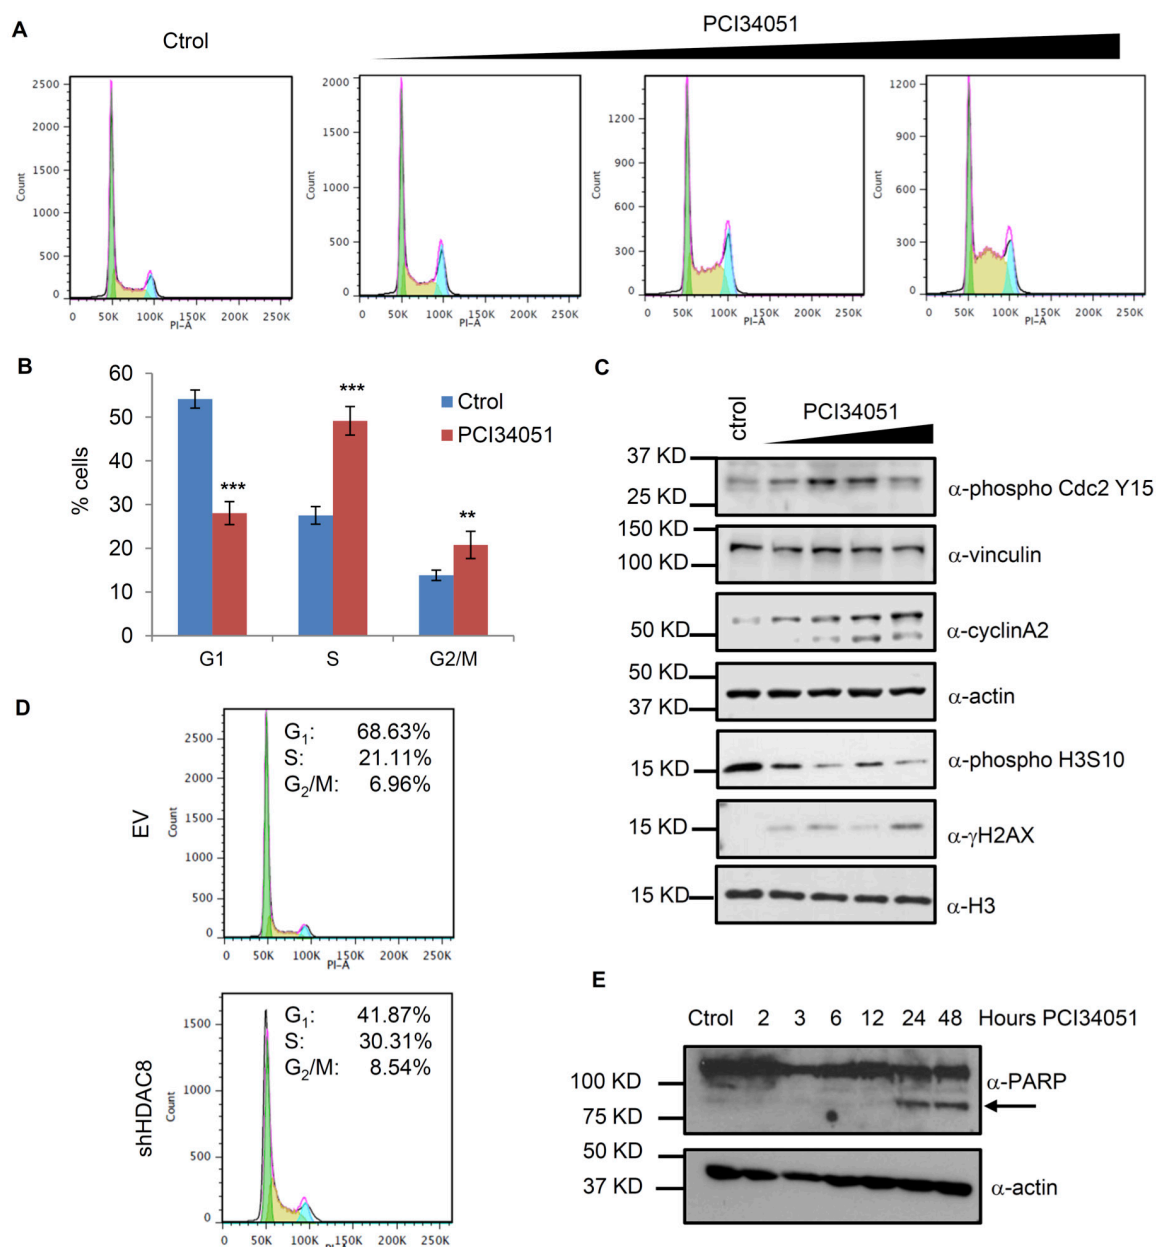 A
Ctrol
PCI34051
2500
2000
1500
1000
500
0
Count
0 50K 100K 150K 200K 250K
PI-A
2000
1500
1000
500
0
Count
0 50K 100K 150K 200K 250K
PI-A
1200
900
600
300
0
Count
0 50K 100K 150K 200K 250K
PI-A
1200
900
600
300
0
Count
0 50K 100K 150K 200K 250K
PI-A
B
60
50
40
30
20
10
0
% cells
***
***
**
Ctrol
PCI34051
G1 S G2/M
C
ctrol
PCI34051
37 KD
25 KD
α-phospho Cdc2 Y15
150 KD
100 KD
α-vinculin
50 KD
α-cyclinA2
50 KD
37 KD
α-actin
15 KD
α-phospho H3S10
15 KD
α-γH2AX
15 KD
α-H3
D
EV
2500
2000
1500
1000
500
0
Count
G1: 68.63%
S: 21.11%
G2/M: 6.96%
0 50K 100K 150K 200K 250K
PI-A
shHDAC8
1500
1000
500
0
Count
G1: 41.87%
S: 30.31%
G2/M: 8.54%
0 50K 100K 150K 200K 250K
PI-A
E
Ctrol 2 3 6 12 24 48 Hours PCI34051
100 KD
75 KD
α-PARP
50 KD
37 KD
α-actin